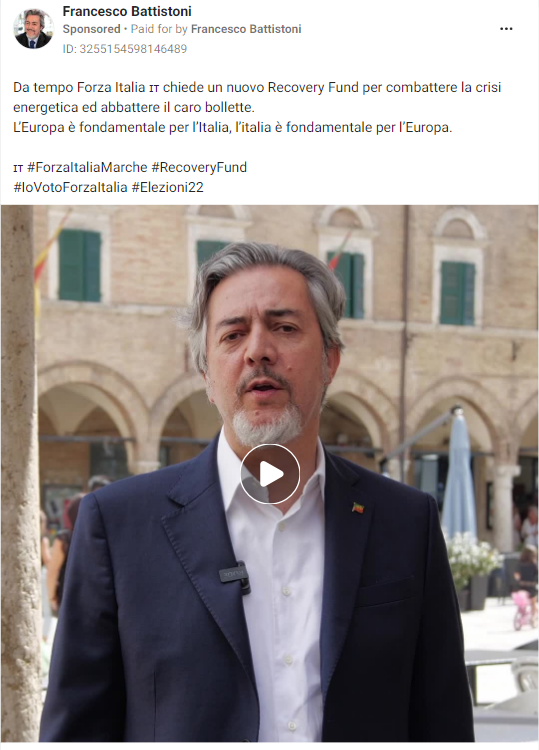 Francesco Battistoni
Sponsored • Paid for by Francesco Battistoni
ID: 3255154598146489
Da tempo Forza Italia IT chiede un nuovo Recovery Fund per combattere la crisi
energetica ed abbattere il caro bollette.
L'Europa è fondamentale per l'Italia, l'italia è fondamentale per l'Europa.
IT #ForzaItaliaMarche #RecoveryFund
#IoVotoForzaItalia #Elezioni22